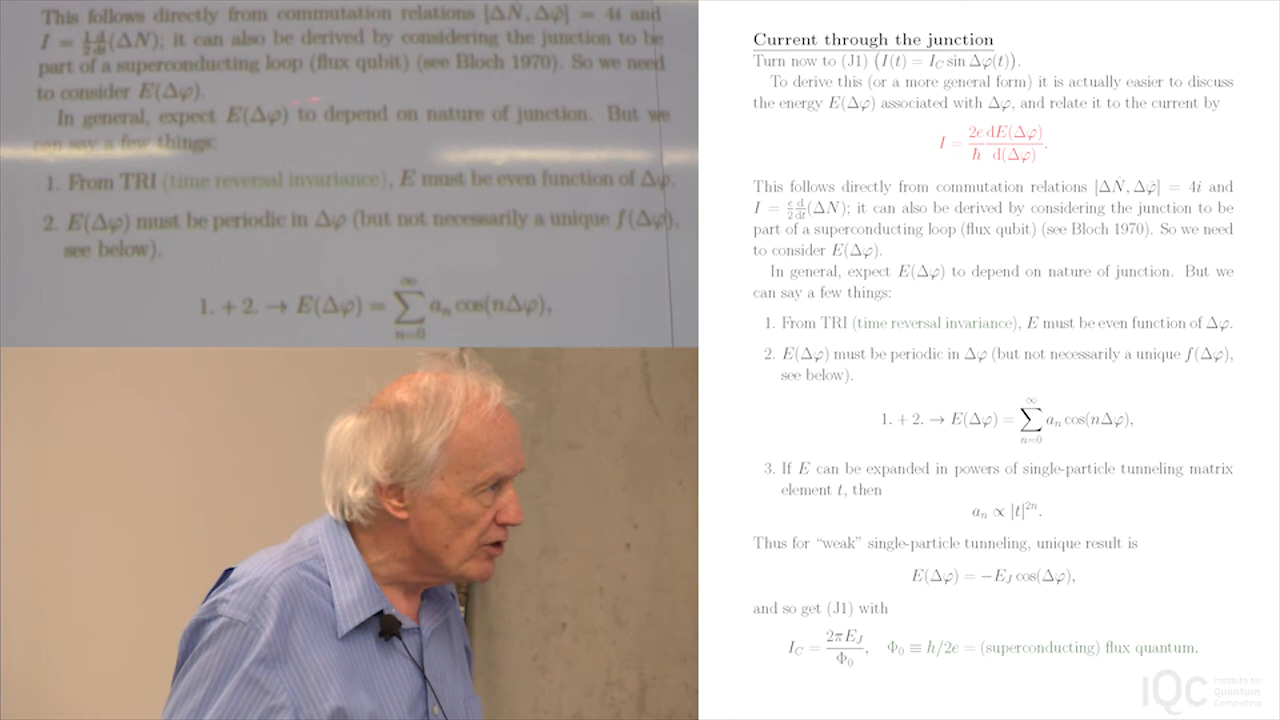 This follows directly from commutation relations [ΔN̂, Δφ̂] = 4i and
I = e/2 d/dt (ΔN); it can also be derived by considering the junction to be
part of a superconducting loop (flux qubit) (see Bloch 1970). So we need
to consider E(Δφ).
In general, expect E(Δφ) to depend on nature of junction. But we
can say a few things:
1. From TRI (time reversal invariance), E must be even function of Δφ.
2. E(Δφ) must be periodic in Δφ (but not necessarily a unique f(Δφ),
see below).
1. + 2. → E(Δφ) = ∑_{n=0}^{∞} a_n cos(nΔφ),
Current through the junction
Turn now to (J1) (I(t) = I_C sin Δφ(t)).
To derive this (or a more general form) it is actually easier to discuss
the energy E(Δφ) associated with Δφ, and relate it to the current by
I = 2e/ħ dE(Δφ)/d(Δφ).
This follows directly from commutation relations [ΔN̂, Δφ̂] = 4i and
I = e/2 d/dt (ΔN); it can also be derived by considering the junction to be
part of a superconducting loop (flux qubit) (see Bloch 1970). So we need
to consider E(Δφ).
In general, expect E(Δφ) to depend on nature of junction. But we
can say a few things:
1. From TRI (time reversal invariance), E must be even function of Δφ.
2. E(Δφ) must be periodic in Δφ (but not necessarily a unique f(Δφ),
see below).
1. + 2. → E(Δφ) = ∑_{n=0}^{∞} a_n cos(nΔφ),
3. If E can be expanded in powers of single-particle tunneling matrix
element t, then
a_n ∝ |t|^{2n}.
Thus for “weak” single-particle tunneling, unique result is
E(Δφ) = −E_J cos(Δφ),
and so get (J1) with
I_C = 2πE_J/Φ_0, Φ_0 ≡ h/2e = (superconducting) flux quantum.
IQC Institute for
Quantum
Computing